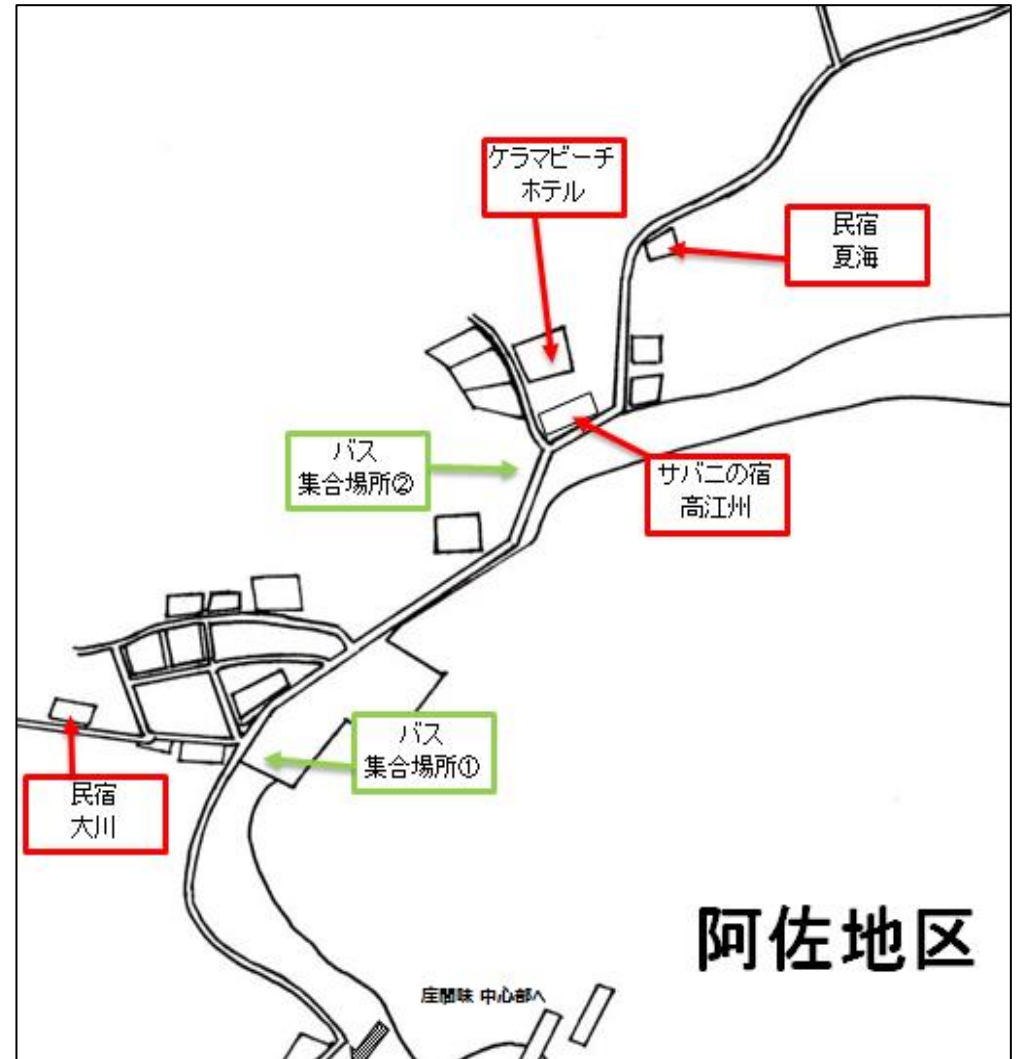 ケラマビーチ
ホテル
民宿
夏海
バス
集合場所②
サバニの宿
高江州
バス
集合場所①
民宿
大川
阿佐地区
座間味 中心部へ